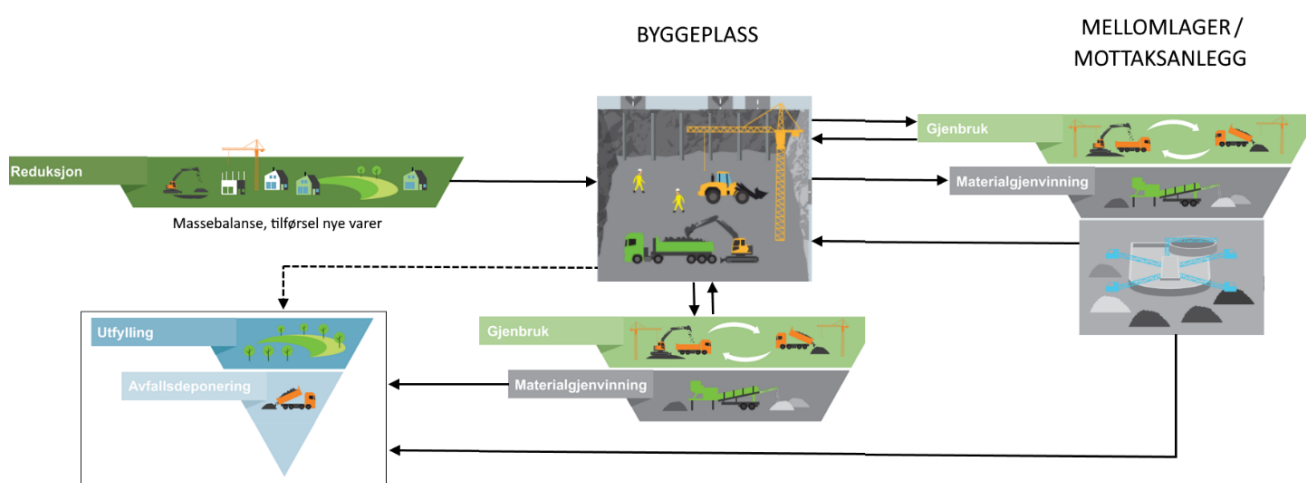 BYGGEPLASS
MELLOMLAGER /
MOTTAKSANLEGG
Gjenbruk
Materialgjenvinning
Reduksjon
Massebalanse, tilførsel nye varer
Utfylling
Avfallsdeponering
Gjenbruk
Materialgjenvinning